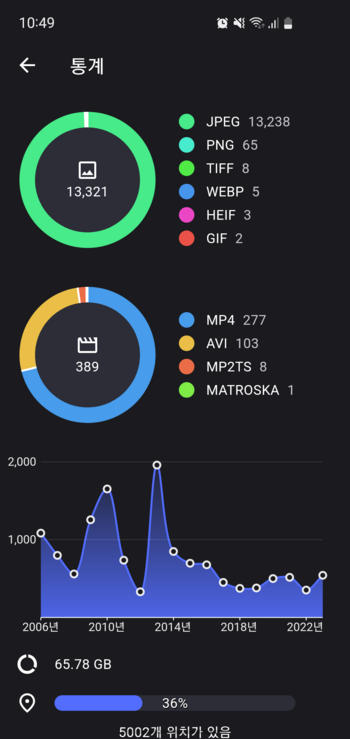 10:49
통계
JPEG 13,238
PNG 65
TIFF 8
WEBP 5
HEIF 3
GIF 2
13,321
MP4 277
AVI 103
MP2TS 8
MATROSKA 1
389
2,000
1,000
2006년 2010년 2014년 2018년 2022년
65.78 GB
36%
5002개 위치가 있음